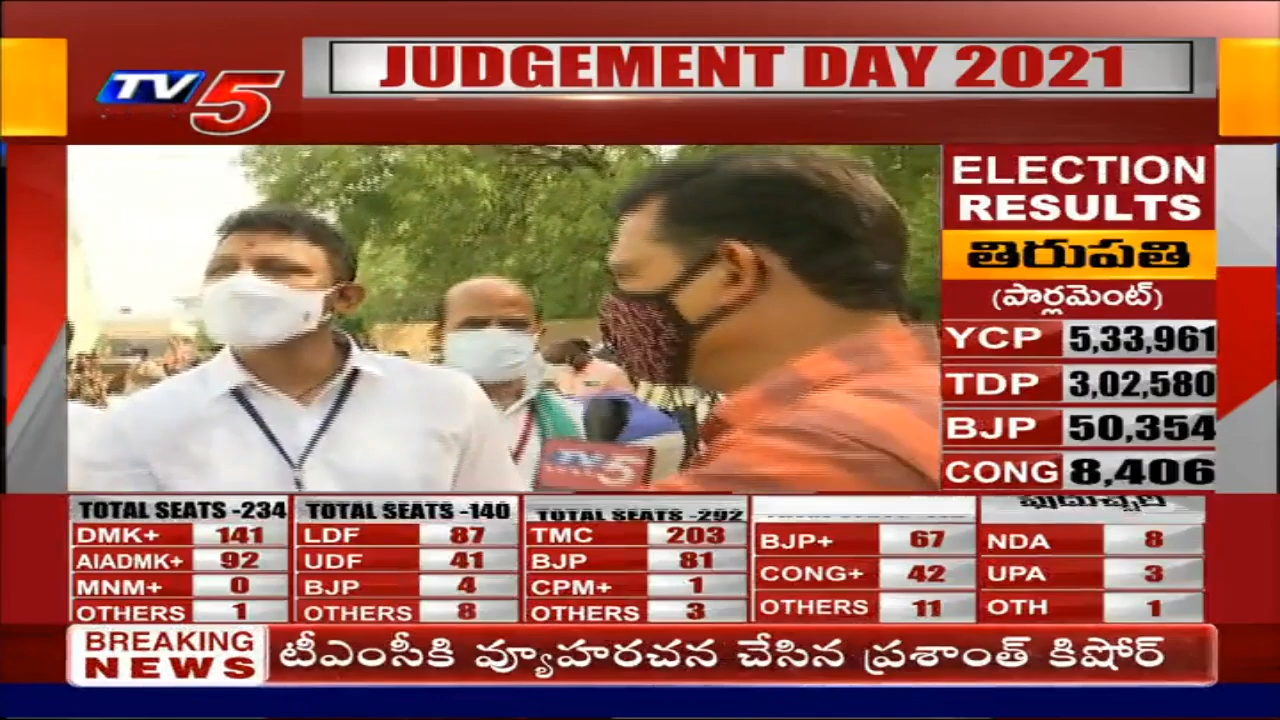 TV5
JUDGEMENT DAY 2021
ELECTION
RESULTS
తిరుపతి
(పార్లమెంట్)
YCP 5,33,961
TDP 3,02,580
BJP 50,354
CONG 8,406
TV5
TOTAL SEATS -234
DMK+ 141
AIADMK+ 92
MNM+ 0
OTHERS 1
TOTAL SEATS -140
LDF 87
UDF 41
BJP 4
OTHERS 8
TOTAL SEATS -292
TMC 203
BJP 81
CPM+ 1
OTHERS 3
BJP+ 67
CONG+ 42
OTHERS 11
NDA 8
UPA 3
OTH 1
BREAKING
NEWS
టీఎంసీకి వ్యూహరచన చేసిన ప్రశాంత్ కిషోర్